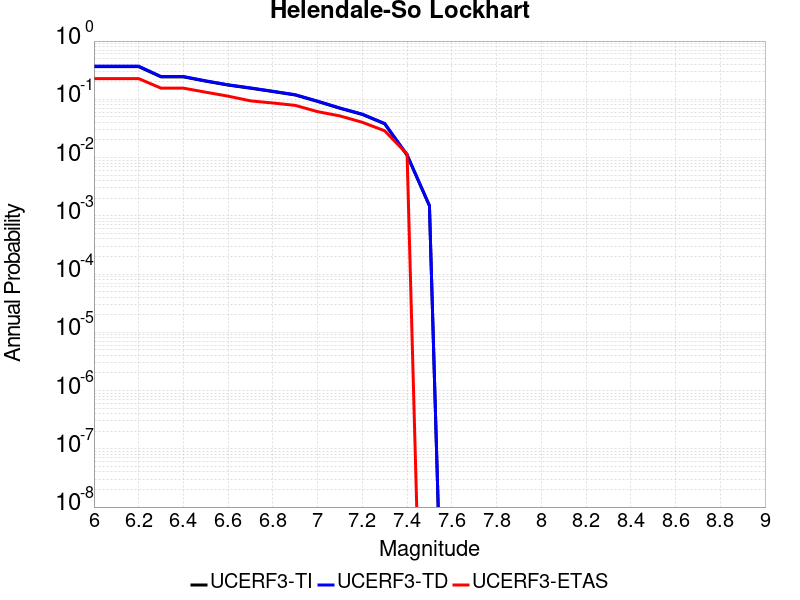 Helendale-So Lockhart
10^0
10^-1
10^-2
10^-3
10^-4
10^-5
10^-6
10^-7
10^-8
Annual Probability
6 6.2 6.4 6.6 6.8 7 7.2 7.4 7.6 7.8 8 8.2 8.4 8.6 8.8 9
Magnitude
UCERF3-TI UCERF3-TD UCERF3-ETAS